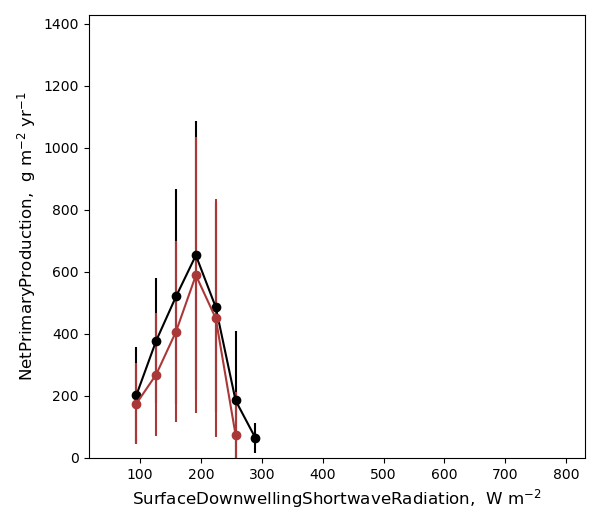 1400
1200
1000
800
600
400
200
0
NetPrimaryProduction, g m⁻² yr⁻¹
100 200 300 400 500 600 700 800
SurfaceDownwellingShortwaveRadiation, W m⁻²